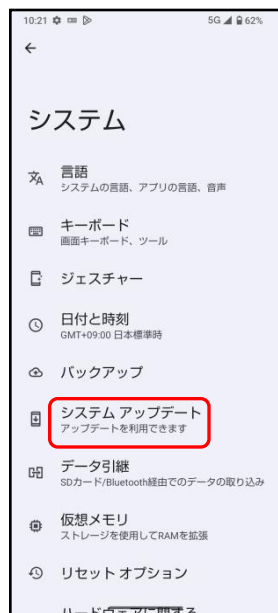 10:21 5G 62%
システム
言語
システムの言語、アプリの言語、音声
キーボード
画面キーボード、ツール
ジェスチャー
日付と時刻
GMT+09:00 日本標準時
バックアップ
システム アップデート
アップデートを利用できます
データ引継
SDカード/Bluetooth経由でのデータの取り込み
仮想メモリ
ストレージを使用してRAMを拡張
リセット オプション